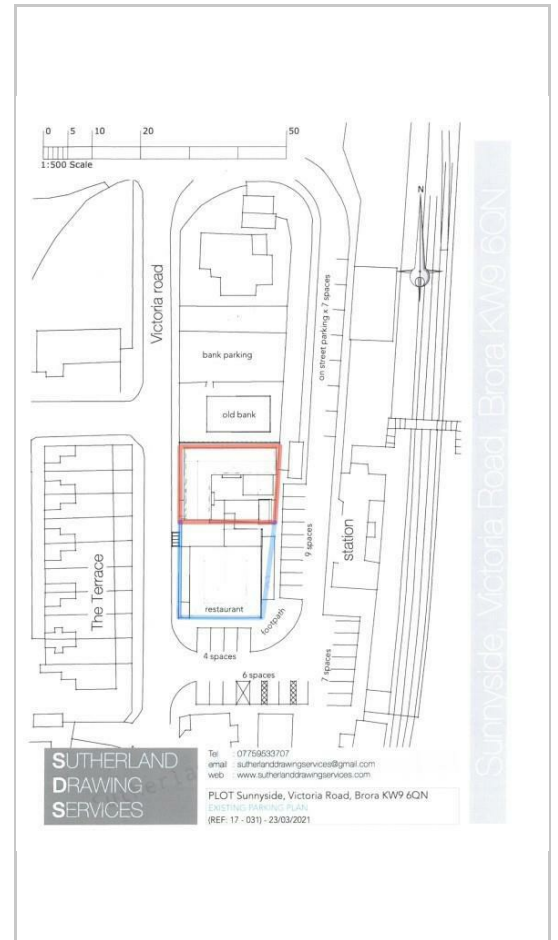 0 5 10 20 50
1:500 Scale
N
Victoria road
on street parking x 7 spaces
bank parking
old bank
Sunnyside, Victoria Road, Brora KW9 6QN
The Terrace
9 spaces
station
restaurant
footpath
4 spaces
7 spaces
6 spaces
SUTHERLAND
DRAWING
SERVICES
Tel : 07759533707
email : sutherlanddrawingservices@gmail.com
web : www.sutherlanddrawingservices.com
PLOT Sunnyside, Victoria Road, Brora KW9 6QN
EXISTING PARKING PLAN
(REF: 17 - 031) - 23/03/2021